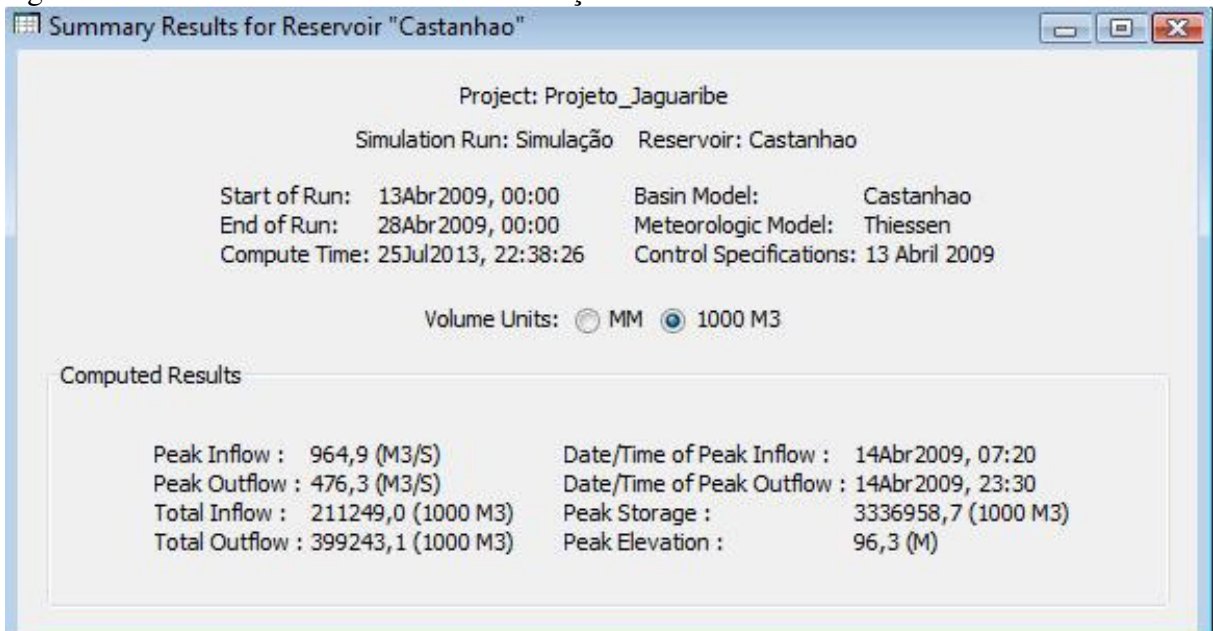 Summary Results for Reservoir "Castanhao"
Project: Projeto_Jaguaribe
Simulation Run: Simulação Reservoir: Castanhao
Start of Run: 13Abr2009, 00:00 Basin Model: Castanhao
End of Run: 28Abr2009, 00:00 Meteorologic Model: Thiessen
Compute Time: 25Jul2013, 22:38:26 Control Specifications: 13 Abril 2009
Volume Units: MM 1000 M3
Computed Results
Peak Inflow : 964,9 (M3/S) Date/Time of Peak Inflow : 14Abr2009, 07:20
Peak Outflow : 476,3 (M3/S) Date/Time of Peak Outflow : 14Abr2009, 23:30
Total Inflow : 211249,0 (1000 M3) Peak Storage : 3336958,7 (1000 M3)
Total Outflow : 399243,1 (1000 M3) Peak Elevation : 96,3 (M)